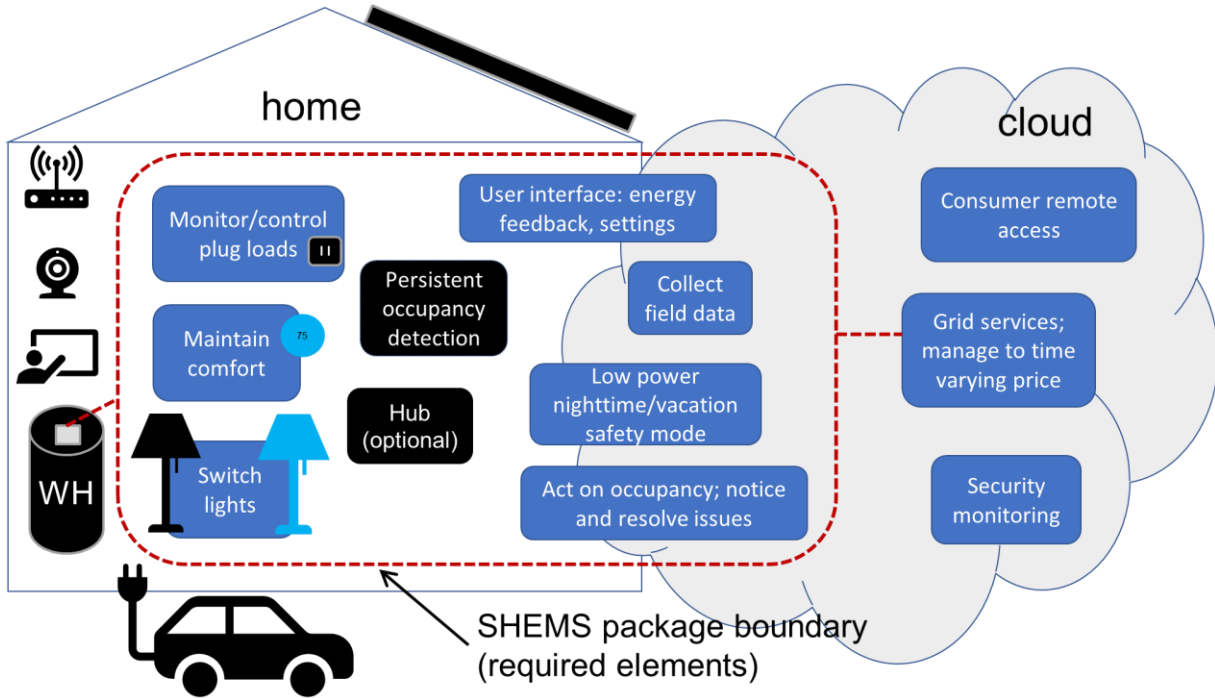 home
cloud
Monitor/control
plug loads
User interface: energy
feedback, settings
Consumer remote
access
Persistent
occupancy
detection
Collect
field data
Maintain
comfort
75
Grid services;
manage to time
varying price
Low power
nighttime/vacation
safety mode
Hub
(optional)
WH
Switch
lights
Act on occupancy; notice
and resolve issues
Security
monitoring
SHEMS package boundary
(required elements)